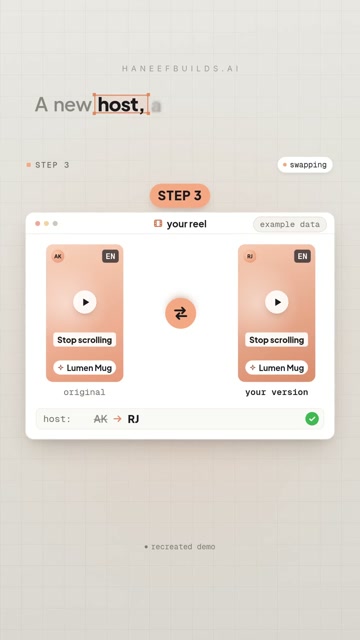 HANEEFBUILDS.AI
A new host, a
STEP 3
swapping
STEP 3
your reel
example data
AK
EN
RJ
EN
Stop scrolling
Stop scrolling
Lumen Mug
Lumen Mug
original
your version
host: AK → RJ
recreated demo